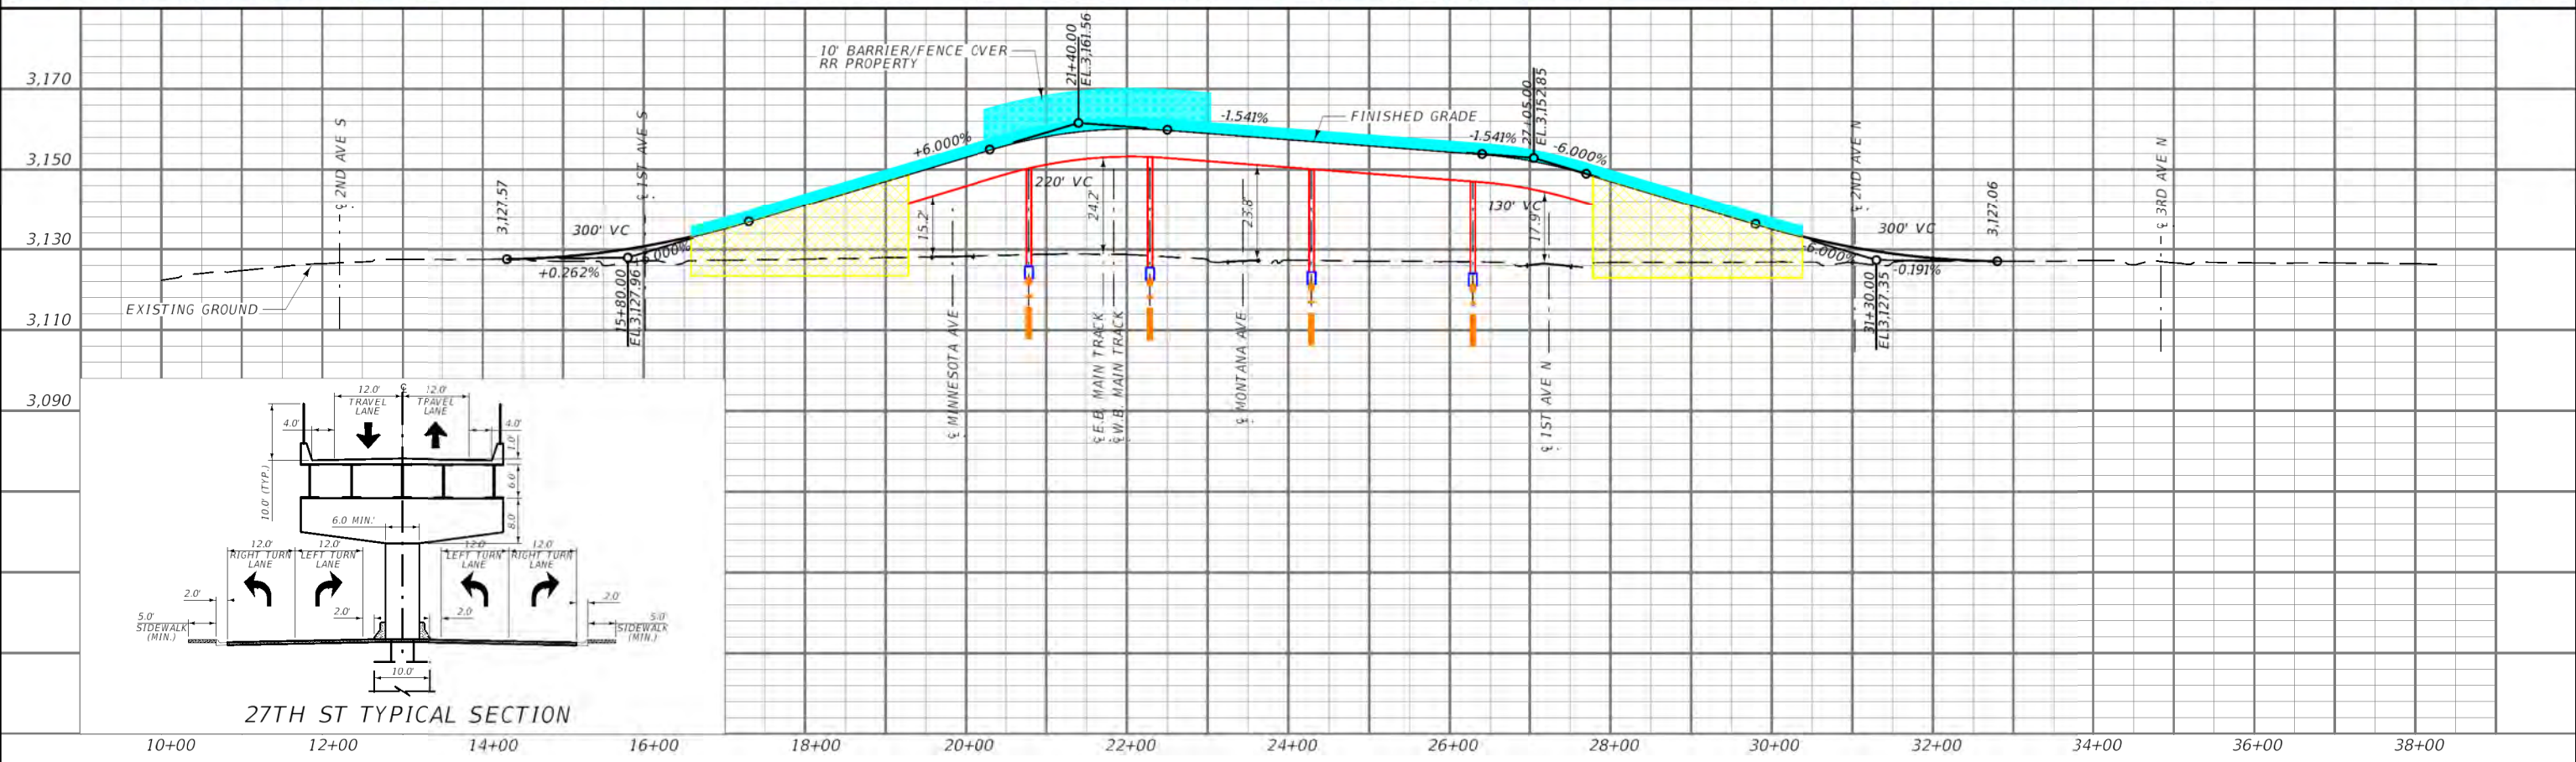 10' BARRIER/FENCE OVER
RR PROPERTY
21+40.00
EL.3,161.56
27+05.00
EL.3,152.85
3,170
3,150
3,130
3,110
3,090
℄ 2ND AVE S
℄ 1ST AVE S
3,127.57
300' VC
+0.262%
15+80.00
EL.3,127.96
EXISTING GROUND
+6.000%
-1.541%
FINISHED GRADE
-1.541%
-6.000%
220' VC
130' VC
15.2'
24.2'
23.8'
17.9'
℄ MINNESOTA AVE
℄ E.B. MAIN TRACK
℄ W.B. MAIN TRACK
℄ MONTANA AVE
℄ 1ST AVE N
℄ 2ND AVE N
300' VC
-6.000%
-0.191%
31+30.00
EL.3,127.35
3,127.06
℄ 3RD AVE N
℄
12.0'
TRAVEL
LANE
12.0'
TRAVEL
LANE
4.0'
4.0'
1.0'
10.0' (TYP.)
6.0'
8.0'
6.0 MIN.'
12.0'
RIGHT TURN
LANE
12.0'
LEFT TURN
LANE
12.0'
LEFT TURN
LANE
12.0'
RIGHT TURN
LANE
2.0'
2.0'
2.0'
2.0'
5.0'
SIDEWALK
(MIN.)
5.0'
SIDEWALK
(MIN.)
10.0'
27TH ST TYPICAL SECTION
10+00 12+00 14+00 16+00 18+00 20+00 22+00 24+00 26+00 28+00 30+00 32+00 34+00 36+00 38+00